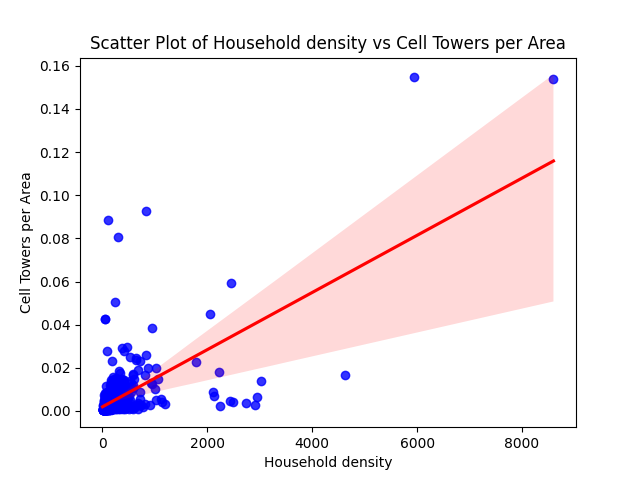 Scatter Plot of Household density vs Cell Towers per Area
0.16
0.14
0.12
0.10
0.08
0.06
0.04
0.02
0.00
Cell Towers per Area
0 2000 4000 6000 8000
Household density